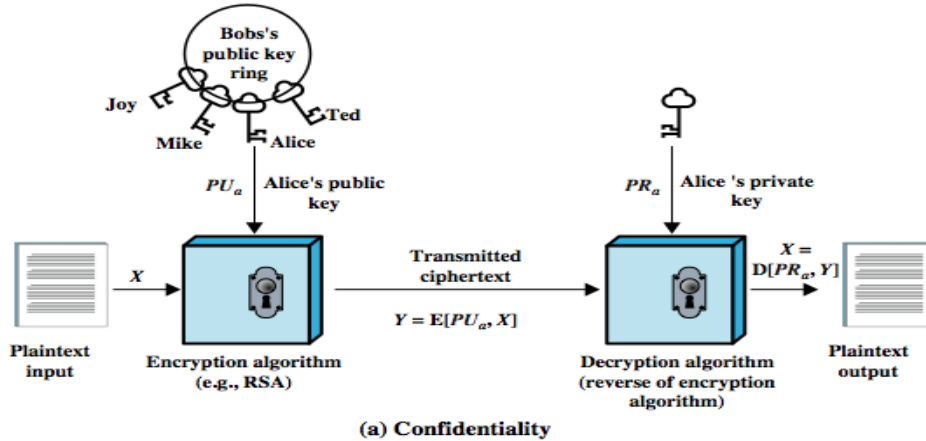 Bobs's
public key
ring
Joy
Ted
Mike
Alice
PUa
Alice's public
key
PRa
Alice 's private
key
X
Transmitted
ciphertext
X =
D[PRa, Y]
Y = E[PUa, X]
Plaintext
input
Encryption algorithm
(e.g., RSA)
Decryption algorithm
(reverse of encryption
algorithm)
Plaintext
output
(a) Confidentiality